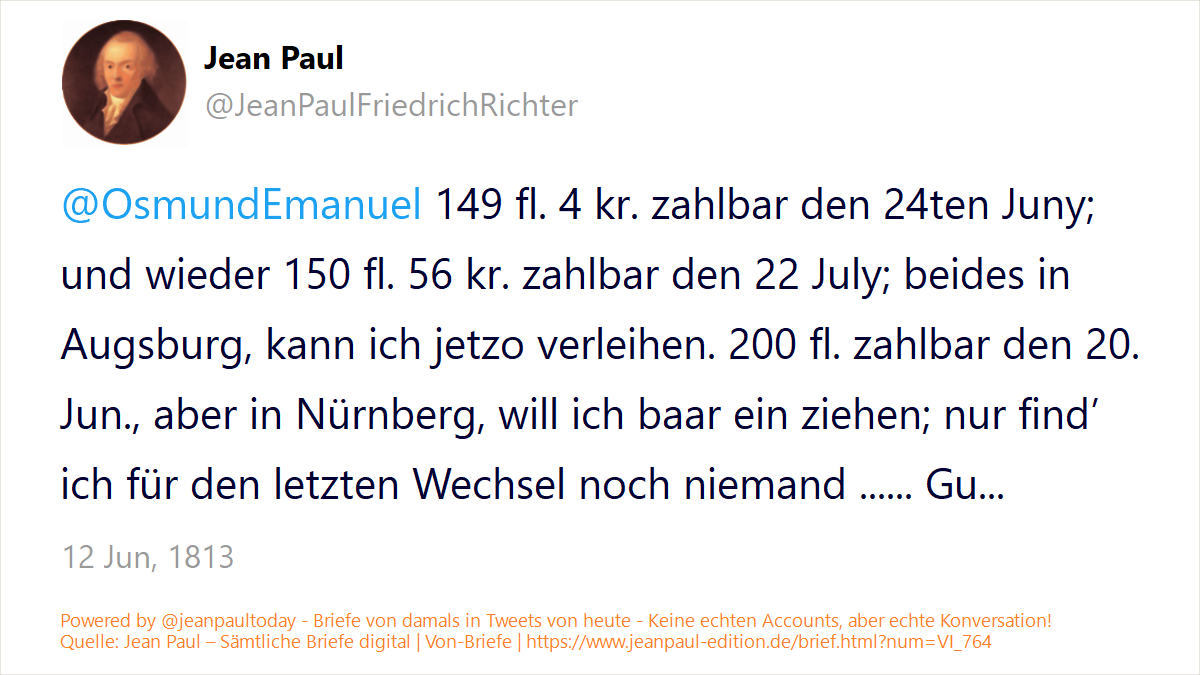 Jean Paul
@JeanPaulFriedrichRichter
@OsmundEmanuel 149 fl. 4 kr. zahlbar den 24ten Juny;
und wieder 150 fl. 56 kr. zahlbar den 22 July; beides in
Augsburg, kann ich jetzo verleihen. 200 fl. zahlbar den 20.
Jun., aber in Nürnberg, will ich baar ein ziehen; nur find’
ich für den letzten Wechsel noch niemand ...... Gu...
12 Jun, 1813
Powered by @jeanpaultoday - Briefe von damals in Tweets von heute - Keine echten Accounts, aber echte Konversation!
Quelle: Jean Paul – Sämtliche Briefe digital | Von-Briefe | https://www.jeanpaul-edition.de/brief.html?num=VI_764